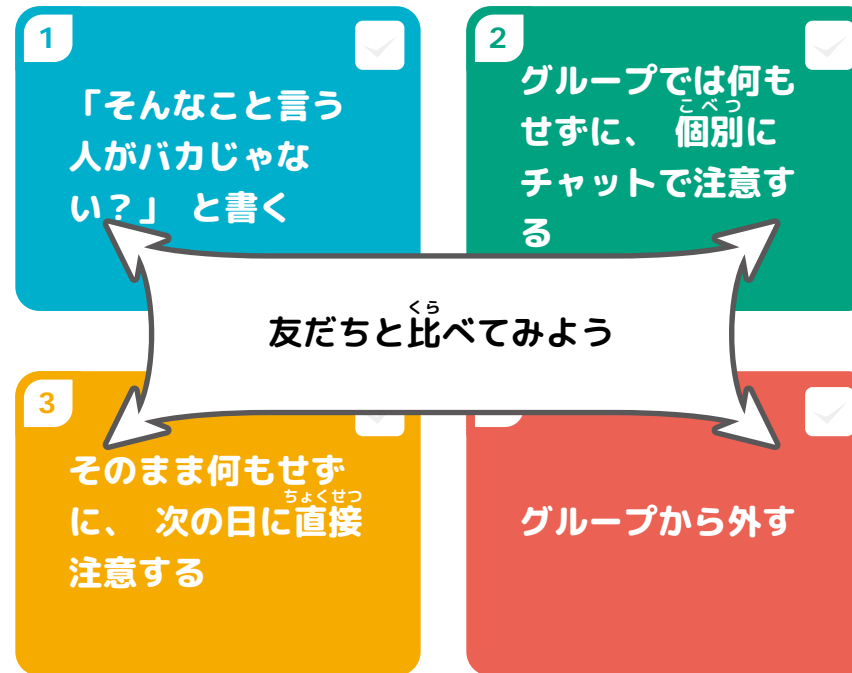 1
「そんなこと言う
人がバカじゃな
い？」 と書く
2
グループでは何も
こべつ
せずに、 個別に
チャットで注意す
る
くら
友だちと比べてみよう
3
そのまま何もせず
ちょくせつ
に、 次の日に直接
注意する
グループから外す